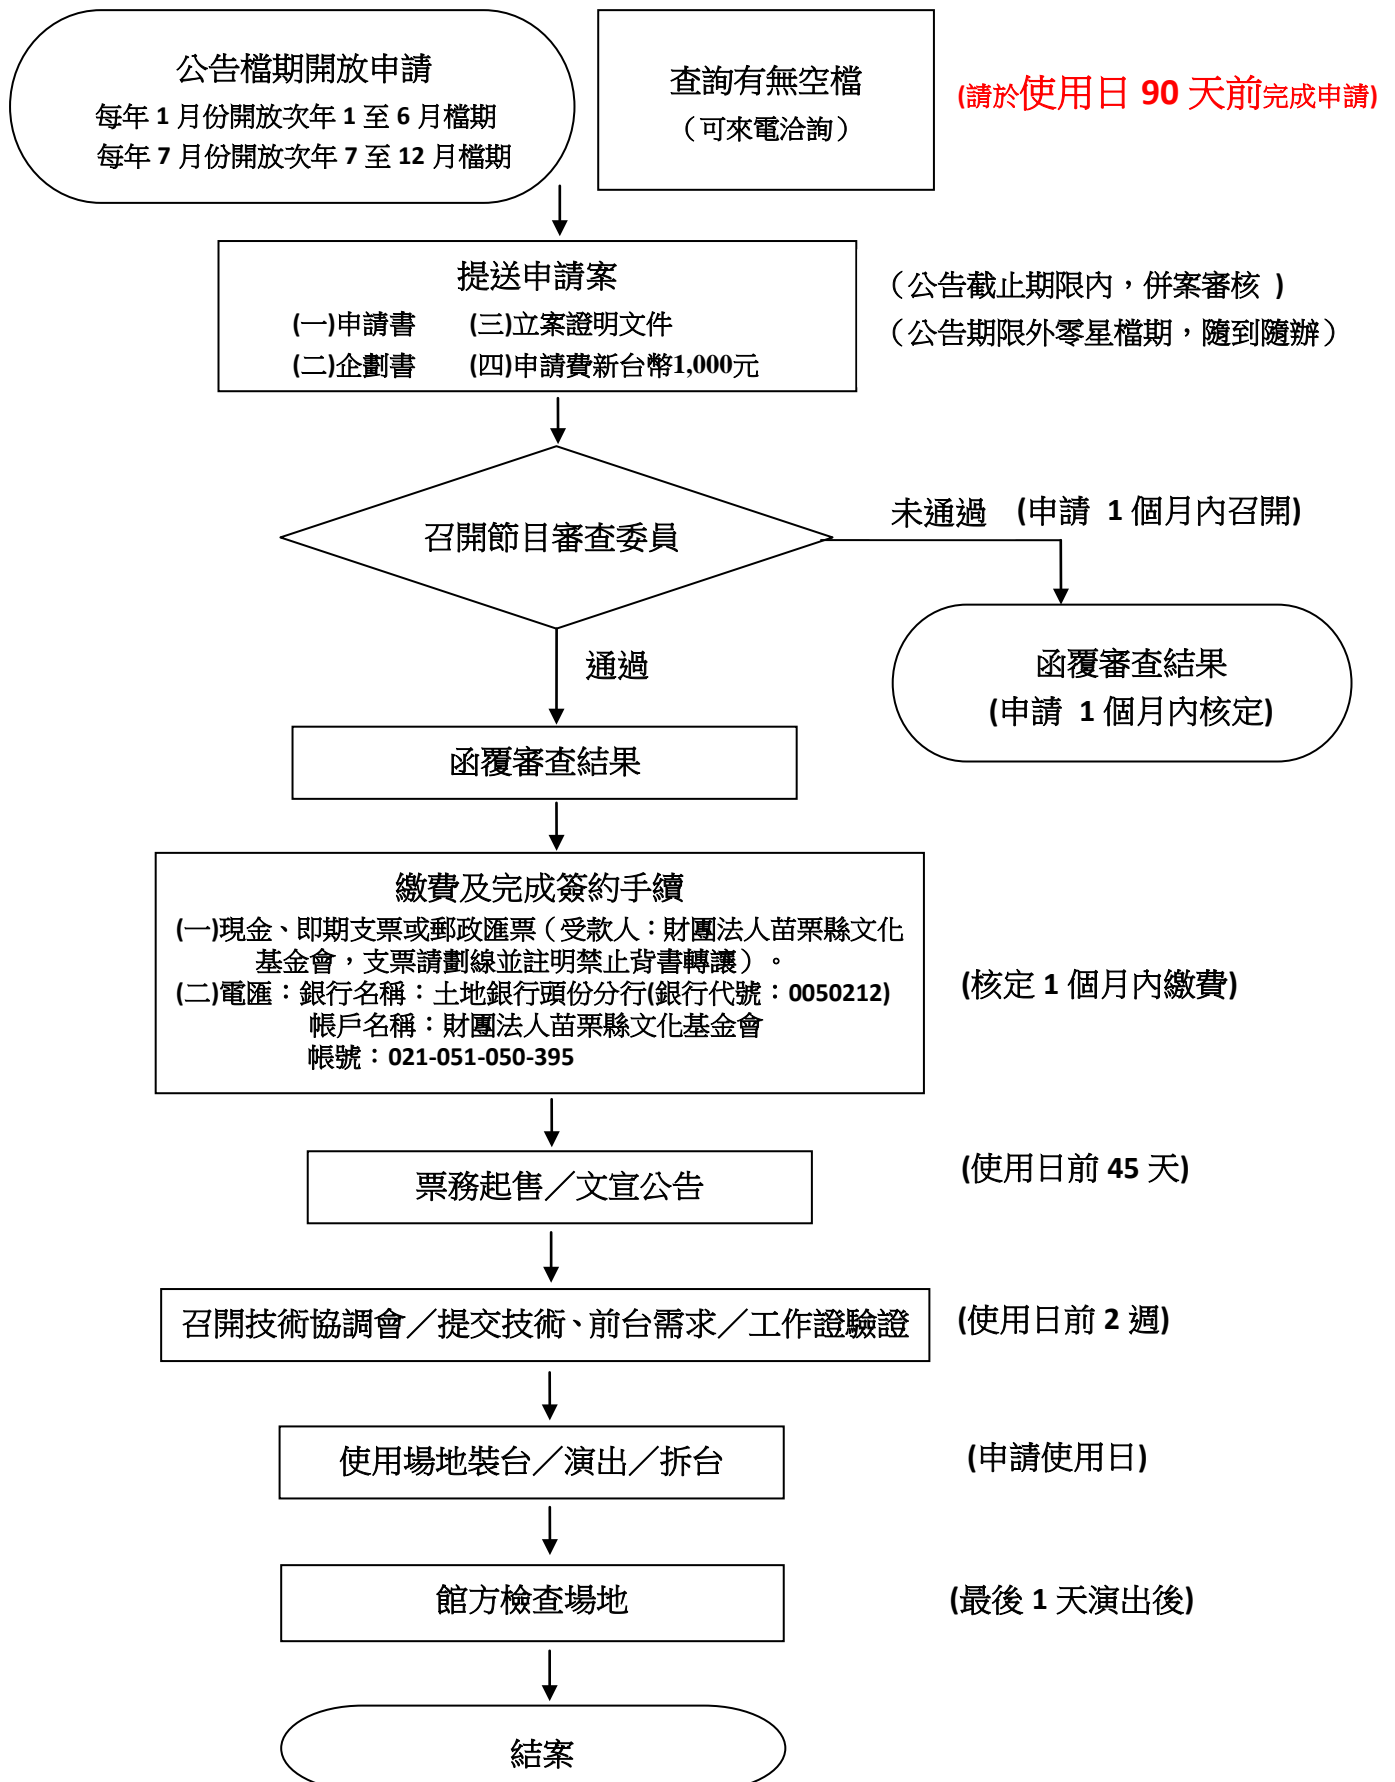 公告檔期開放申請
每年 1 月份開放次年 1 至 6 月檔期
每年 7 月份開放次年 7 至 12 月檔期
查詢有無空檔
（可來電洽詢）
(請於使用日 90 天前完成申請)
提送申請案
(一)申請書 (三)立案證明文件
(二)企劃書 (四)申請費新台幣1,000元
（公告截止期限內，併案審核 )
（公告期限外零星檔期，隨到隨辦）
召開節目審查委員
未通過 (申請 1 個月內召開)
通過
函覆審查結果
(申請 1 個月內核定)
函覆審查結果
繳費及完成簽約手續
(一)現金、即期支票或郵政匯票（受款人：財團法人苗栗縣文化
基金會，支票請劃線並註明禁止背書轉讓）。
(二)電匯：銀行名稱：土地銀行頭份分行(銀行代號：0050212)
帳戶名稱：財團法人苗栗縣文化基金會
帳號：021-051-050-395
(核定 1 個月內繳費)
票務起售／文宣公告
(使用日前 45 天)
召開技術協調會／提交技術、前台需求／工作證驗證
(使用日前 2 週)
使用場地裝台／演出／拆台
(申請使用日)
館方檢查場地
(最後 1 天演出後)
結案